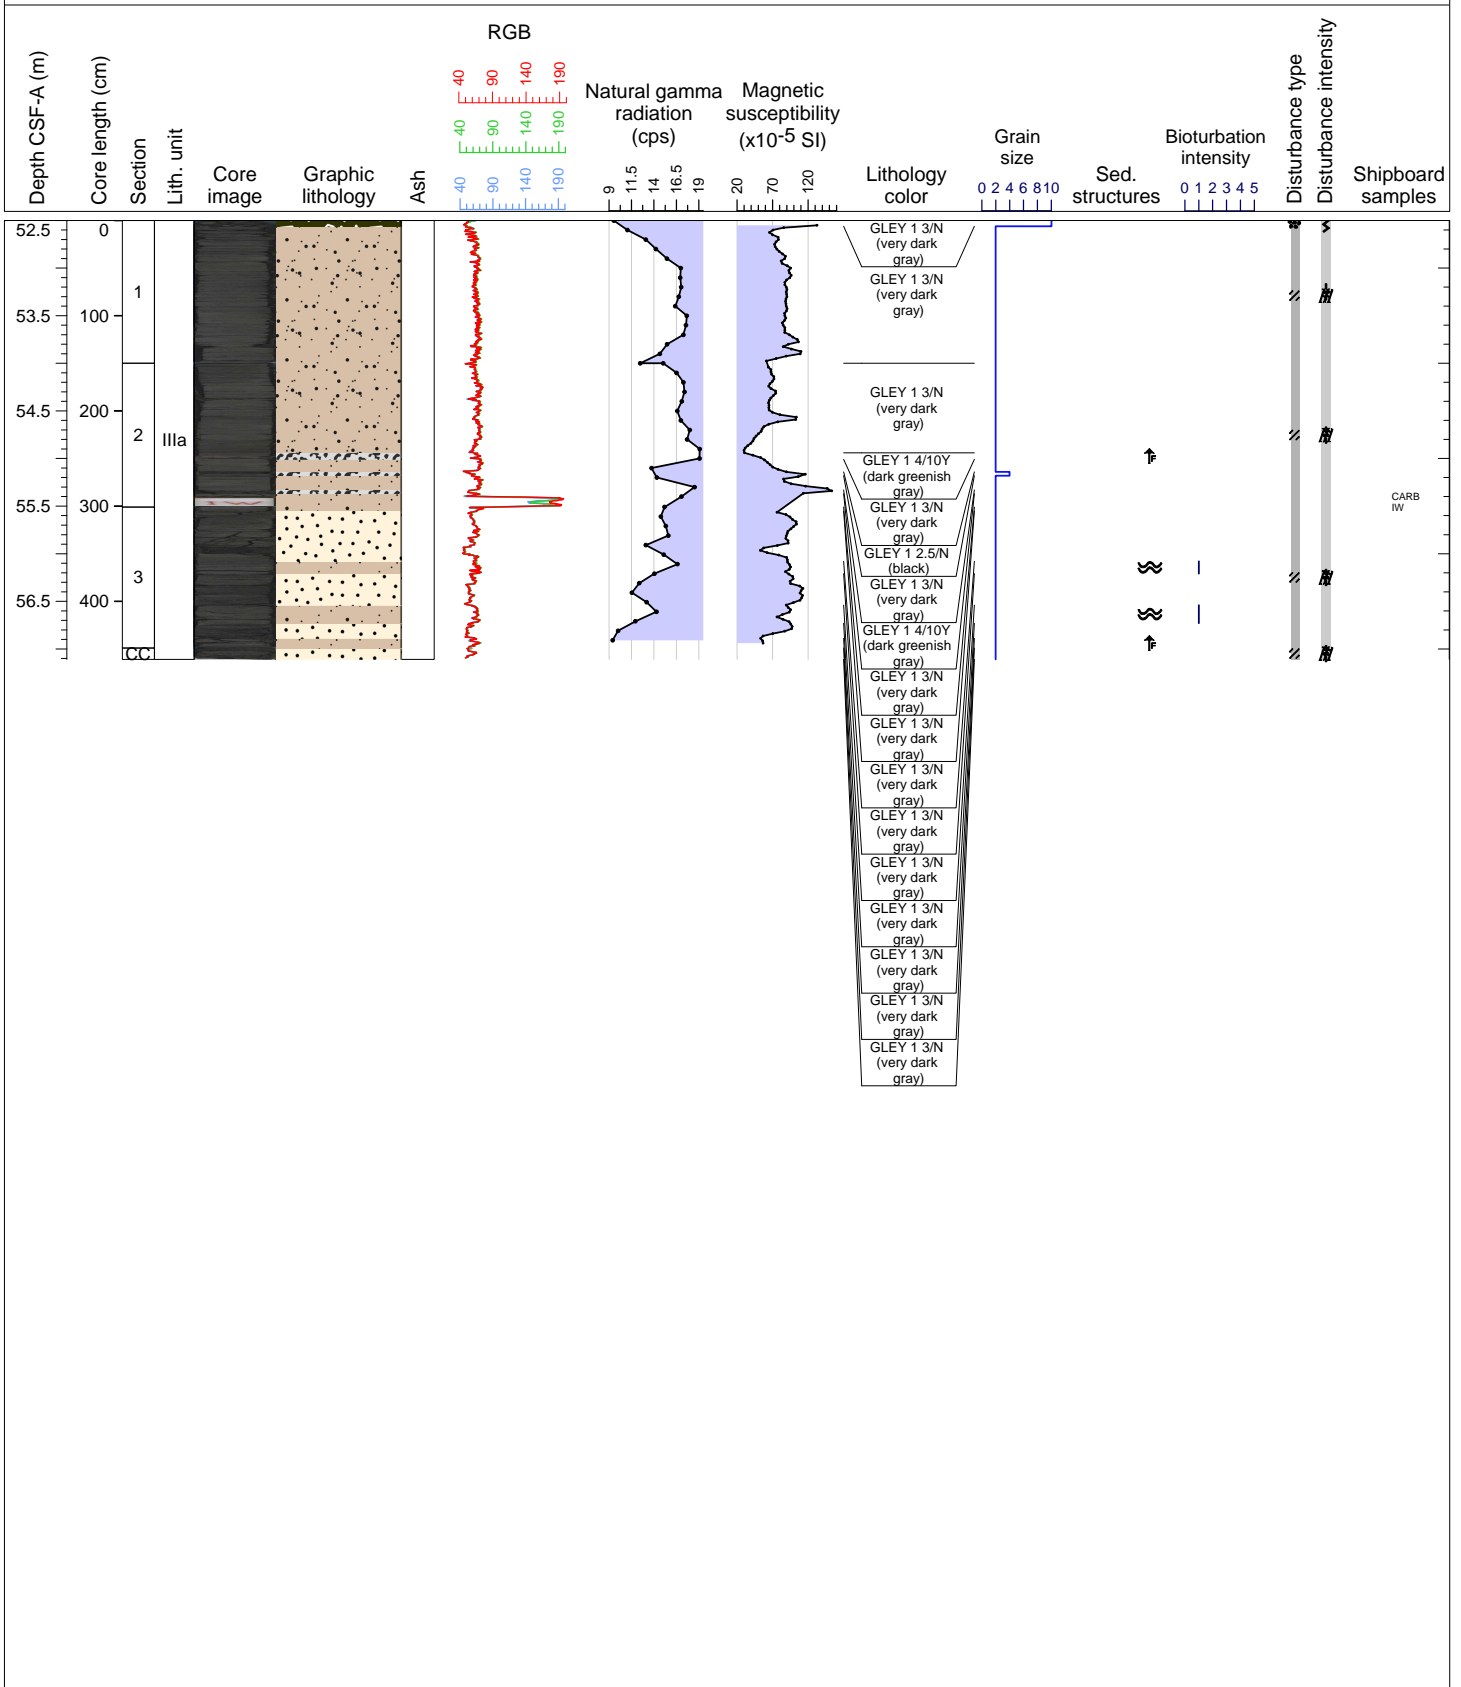 Depth CSF-A (m)
Core length (cm)
Section
Lith. unit
Core
image
Graphic
lithology
Ash
RGB
40 90 140 190
40 90 140 190
40 90 140 190
Natural gamma
radiation
(cps)
9 11.5 14 16.5 19
Magnetic
susceptibility
(x10-5 SI)
20 70 120
Lithology
color
Grain
size
0 2 4 6 8 10
Sed.
structures
Bioturbation
intensity
0 1 2 3 4 5
Disturbance type
Disturbance intensity
Shipboard
samples
52.5
53.5
54.5
55.5
56.5
0
100
200
300
400
1
2
3
CC
IIIa
IW
GLEY 1 3/N
(very dark
gray)
GLEY 1 3/N
(very dark
gray)
GLEY 1 3/N
(very dark
gray)
GLEY 1 4/10Y
(dark greenish
gray)
GLEY 1 3/N
(very dark
gray)
GLEY 1 2.5/N
(black)
GLEY 1 3/N
(very dark
gray)
GLEY 1 4/10Y
(dark greenish
gray)
GLEY 1 3/N
(very dark
gray)
GLEY 1 3/N
(very dark
gray)
GLEY 1 3/N
(very dark
gray)
GLEY 1 3/N
(very dark
gray)
GLEY 1 3/N
(very dark
gray)
GLEY 1 3/N
(very dark
gray)
GLEY 1 3/N
(very dark
gray)
GLEY 1 3/N
(very dark
gray)
GLEY 1 3/N
(very dark
gray)
F
F
CARB
IW